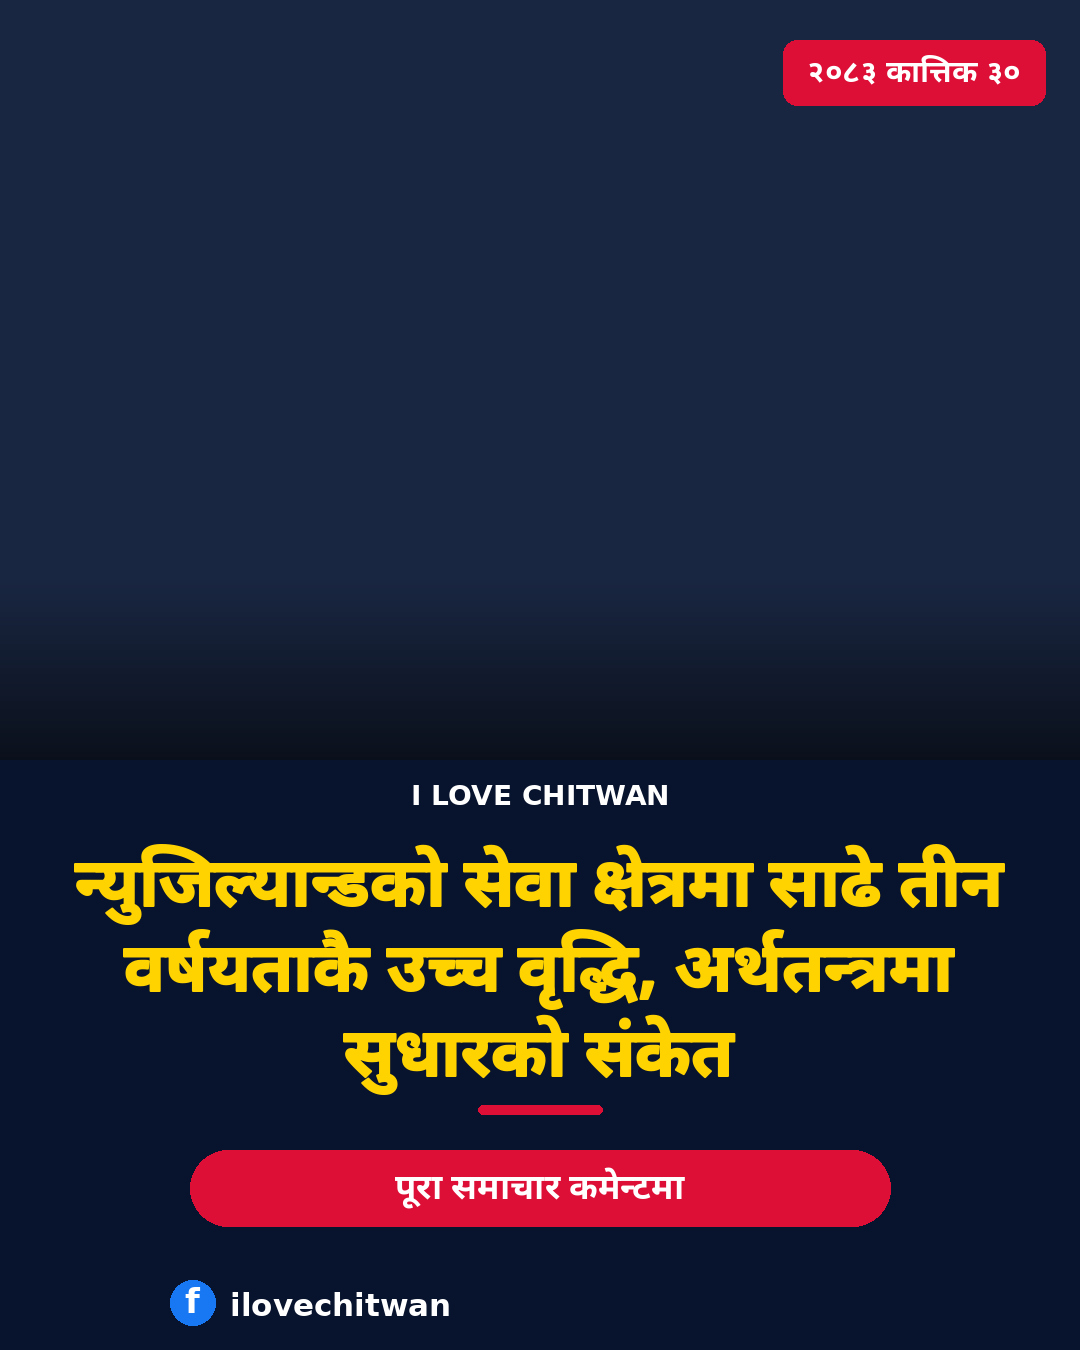 २०८३ कात्तिक ३०
I LOVE CHITWAN
न्युजिल्यान्डको सेवा क्षेत्रमा साढे तीन
वर्षयताकै उच्च वृद्धि, अर्थतन्त्रमा
सुधारको संकेत
पूरा समाचार कमेन्टमा
f ilovechitwan